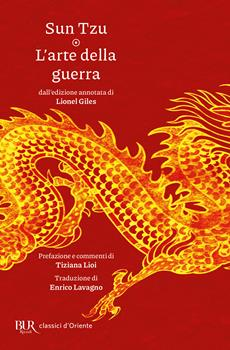 Sun Tzu
L'arte della
guerra
dall'edizione annotata di
Lionel Giles
Prefazione e commenti di
Tiziana Lioi
Traduzione di
Enrico Lavagno
BUR
Rizzoli
classici d'Oriente